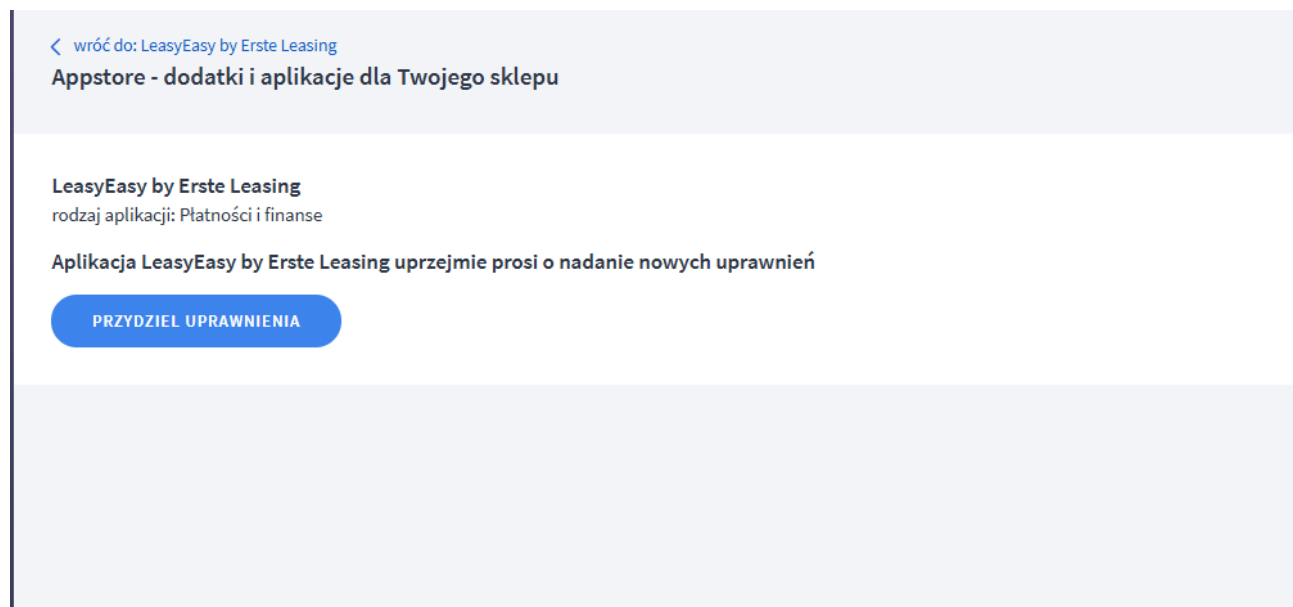 wróć do: LeasyEasy by Erste Leasing
Appstore - dodatki i aplikacje dla Twojego sklepu
LeasyEasy by Erste Leasing
rodzaj aplikacji: Płatności i finanse
Aplikacja LeasyEasy by Erste Leasing uprzejmie prosi o nadanie nowych uprawnień
PRZYDZIEL UPRAWNIENIA